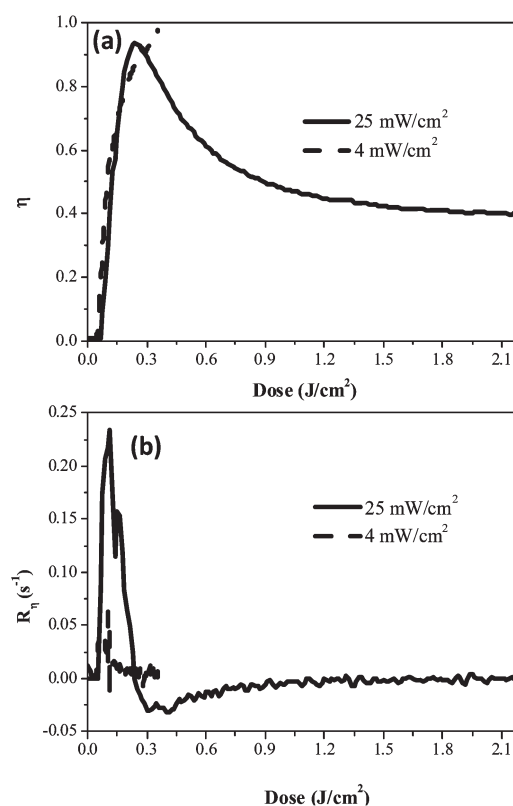 (a)
1.0
0.8
0.6
0.4
0.2
0.0
η
25 mW/cm²
4 mW/cm²
0.0 0.3 0.6 0.9 1.2 1.5 1.8 2.1
Dose (J/cm²)
(b)
0.25
0.20
0.15
0.10
0.05
0.00
-0.05
Rη (s⁻¹)
25 mW/cm²
4 mW/cm²
0.0 0.3 0.6 0.9 1.2 1.5 1.8 2.1
Dose (J/cm²)